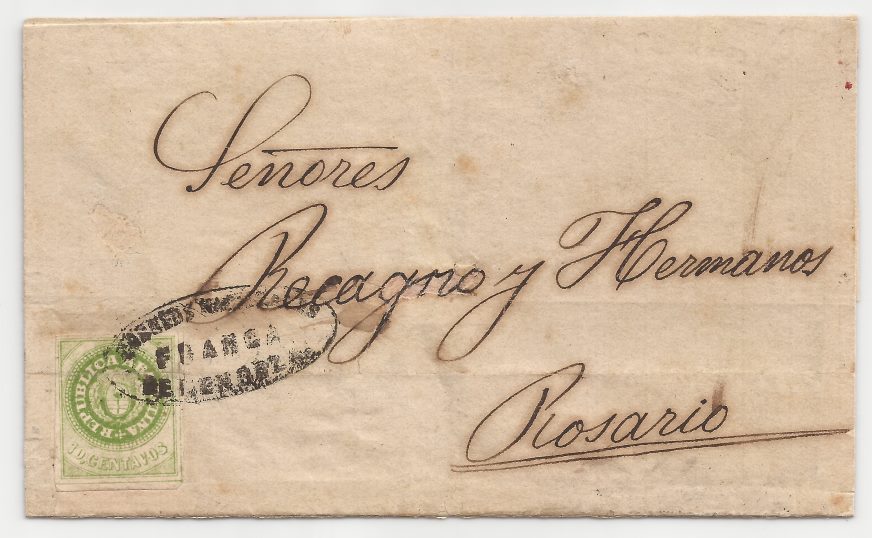 Señores
Recagno y Hermanos
Rosario
FRANCA
10, CENTAVOS